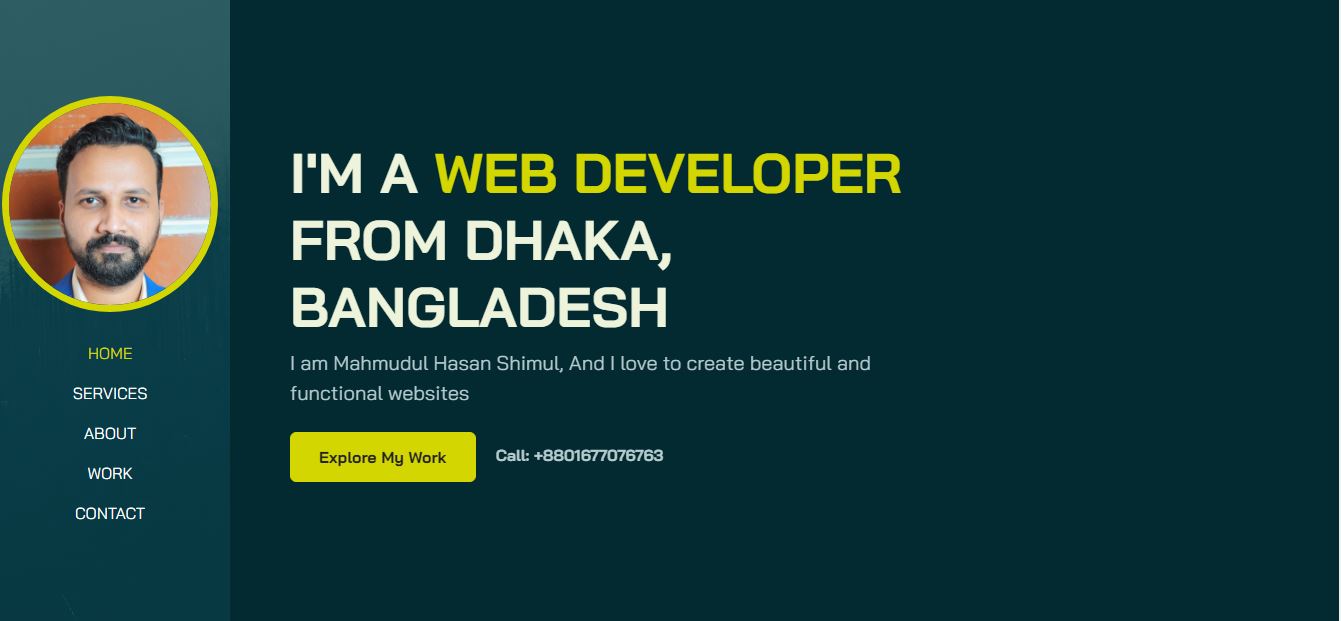 HOME
SERVICES
ABOUT
WORK
CONTACT
I'M A WEB DEVELOPER
FROM DHAKA,
BANGLADESH
I am Mahmudul Hasan Shimul, And I love to create beautiful and
functional websites
Explore My Work
Call: +8801677076763